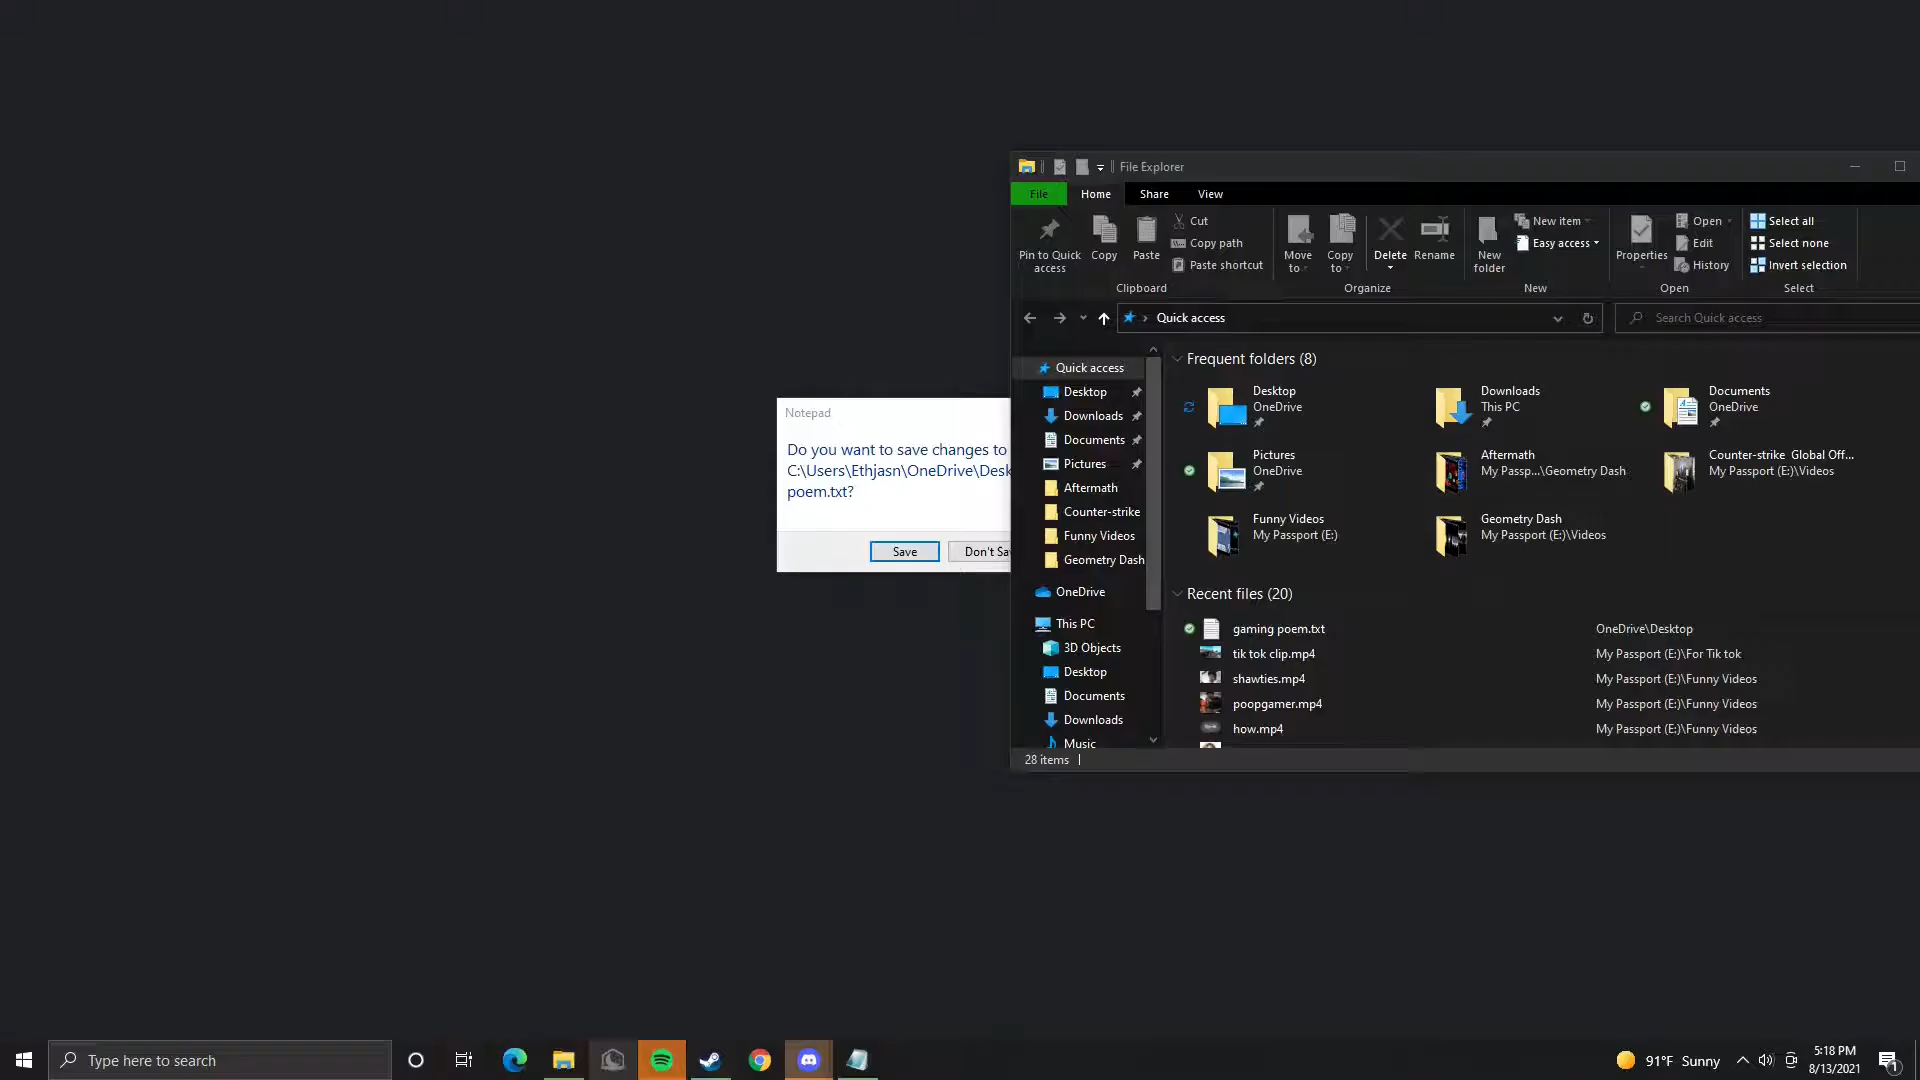 File Explorer
File Home Share View
Pin to Quick access
Copy
Paste
Cut
Copy path
Paste shortcut
Clipboard
Move to
Copy to
Delete
Rename
Organize
New folder
New item
Easy access
New
Properties
Open
Edit
History
Open
Select all
Select none
Invert selection
Select
Quick access
Search Quick access
Quick access
Desktop
Downloads
Documents
Pictures
Aftermath
Counter-strike
Funny Videos
Geometry Dash
OneDrive
This PC
3D Objects
Desktop
Documents
Downloads
Music
Frequent folders (8)
Desktop
OneDrive
Downloads
This PC
Documents
OneDrive
Pictures
OneDrive
Aftermath
My Passp...\Geometry Dash
Counter-strike Global Off...
My Passport (E:)\Videos
Funny Videos
My Passport (E:)
Geometry Dash
My Passport (E:)\Videos
Recent files (20)
gaming poem.txt OneDrive\Desktop
tik tok clip.mp4 My Passport (E:)\For Tik tok
shawties.mp4 My Passport (E:)\Funny Videos
poopgamer.mp4 My Passport (E:)\Funny Videos
how.mp4 My Passport (E:)\Funny Videos
28 items
Notepad
Do you want to save changes to
C:\Users\Ethjasn\OneDrive\Desk
poem.txt?
Save Don't Sa
Type here to search
91°F Sunny
5:18 PM
8/13/2021
1